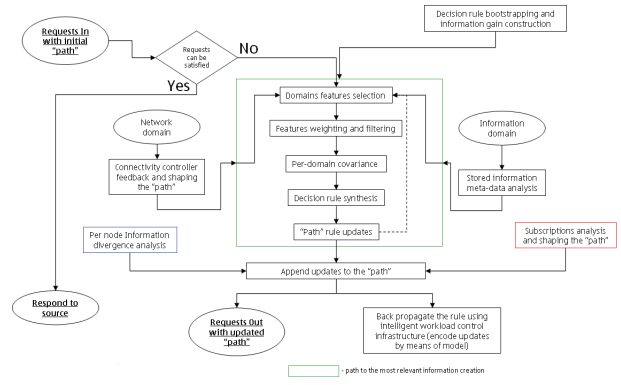 Decision rule bootstrapping and
information gain construction
Requests In
with initial
"path"
Requests
can be
satisfied
No
Yes
Domains features selection
Network
domain
Information
domain
Features weighting and filtering
Connectivity controller
feedback and shaping
the "path"
Per-domain covariance
Stored information
meta-data analysis
Decision rule synthesis
"Path" rule updates
Per node Information
divergence analysis
Subscriptions analysis
and shaping the "path"
Append updates to the "path"
Respond to
source
Requests Out
with updated
"path"
Back propagate the rule using
intelligent workload control
infrastructure (encode updates
by means of model)
- path to the most relevant information creation